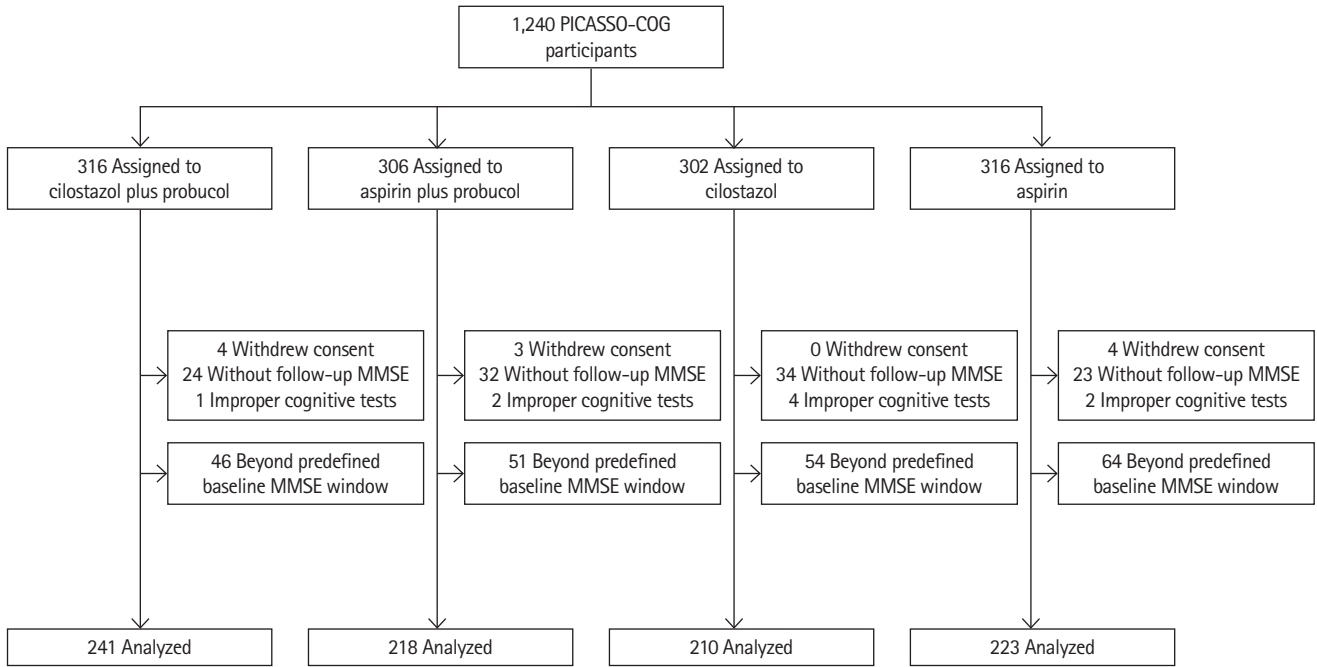 1,240 PICASSO-COG
participants
316 Assigned to
cilostazol plus probucol
306 Assigned to
aspirin plus probucol
302 Assigned to
cilostazol
316 Assigned to
aspirin
4 Withdrew consent
24 Without follow-up MMSE
1 Improper cognitive tests
3 Withdrew consent
32 Without follow-up MMSE
2 Improper cognitive tests
0 Withdrew consent
34 Without follow-up MMSE
4 Improper cognitive tests
4 Withdrew consent
23 Without follow-up MMSE
2 Improper cognitive tests
46 Beyond predefined
baseline MMSE window
51 Beyond predefined
baseline MMSE window
54 Beyond predefined
baseline MMSE window
64 Beyond predefined
baseline MMSE window
241 Analyzed
218 Analyzed
210 Analyzed
223 Analyzed